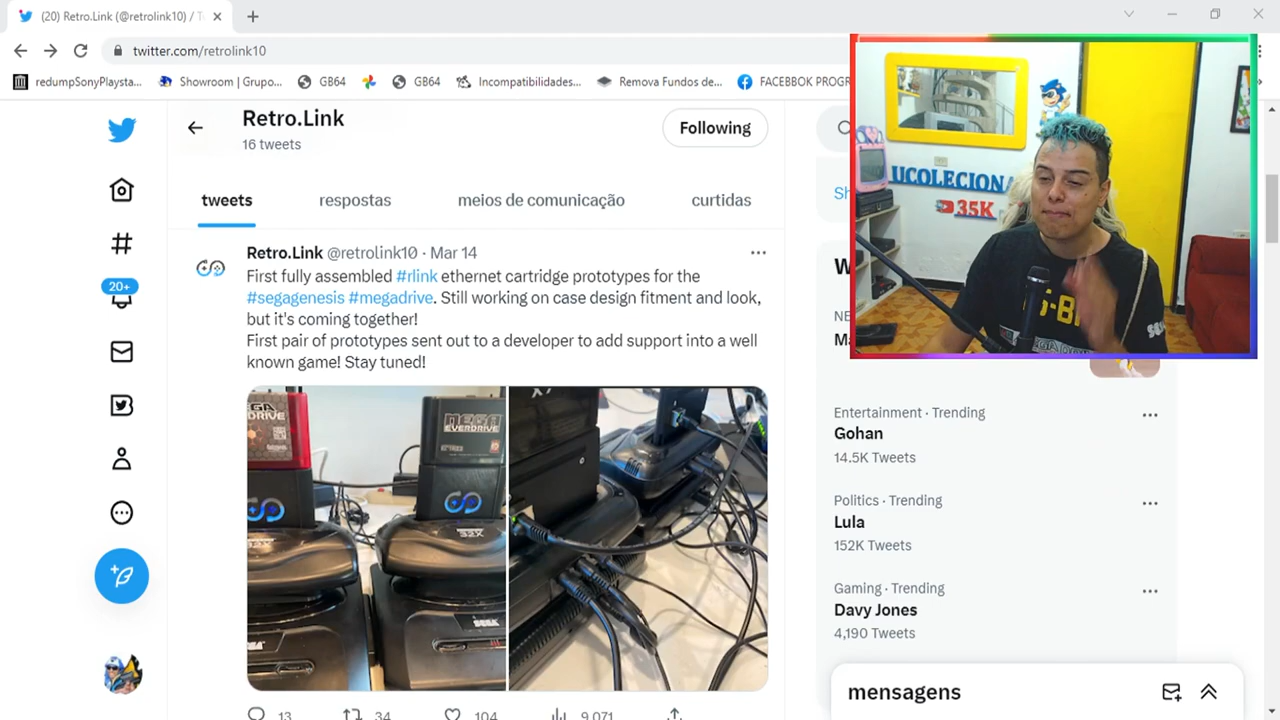 (20) Retro.Link (@retrolink10) /
twitter.com/retrolink10
redumpSonyPlaysta...
Showroom | Grupo...
GB64
GB64
Incompatibilidades...
Remova Fundos de...
FACEBBOK PROGR
Retro.Link
16 tweets
Following
tweets
respostas
meios de comunicação
curtidas
Retro.Link @retrolink10 · Mar 14
First fully assembled #rlink ethernet cartridge prototypes for the
#segagenesis #megadrive. Still working on case design fitment and look,
but it's coming together!
First pair of prototypes sent out to a developer to add support into a well
known game! Stay tuned!
MEGA
EVERDRIVE
32X
SEGA
13
34
104
9,071
20+
UCOLECIONA
35K
Entertainment · Trending
Gohan
14.5K Tweets
Politics · Trending
Lula
152K Tweets
Gaming · Trending
Davy Jones
4,190 Tweets
mensagens